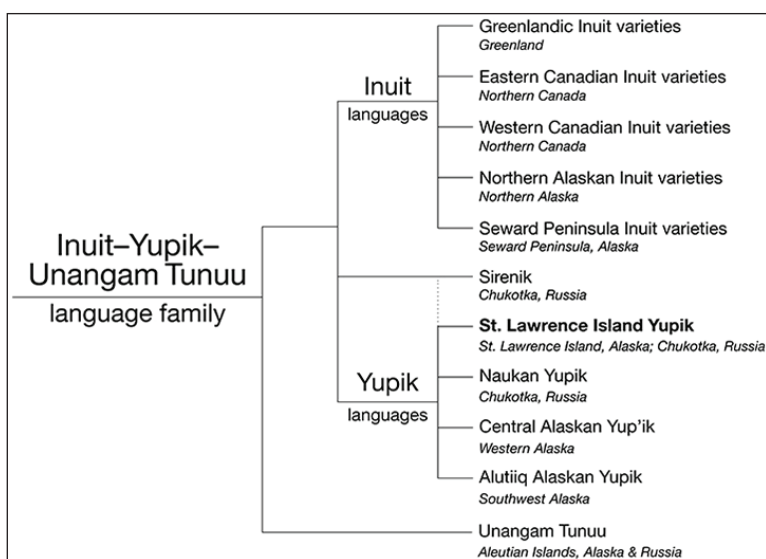 Inuit–Yupik–
Unangam Tunuu
language family
Inuit
languages
Greenlandic Inuit varieties
Greenland
Eastern Canadian Inuit varieties
Northern Canada
Western Canadian Inuit varieties
Northern Canada
Northern Alaskan Inuit varieties
Northern Alaska
Seward Peninsula Inuit varieties
Seward Peninsula, Alaska
Sirenik
Chukotka, Russia
Yupik
languages
St. Lawrence Island Yupik
St. Lawrence Island, Alaska; Chukotka, Russia
Naukan Yupik
Chukotka, Russia
Central Alaskan Yup’ik
Western Alaska
Alutiiq Alaskan Yupik
Southwest Alaska
Unangam Tunuu
Aleutian Islands, Alaska & Russia